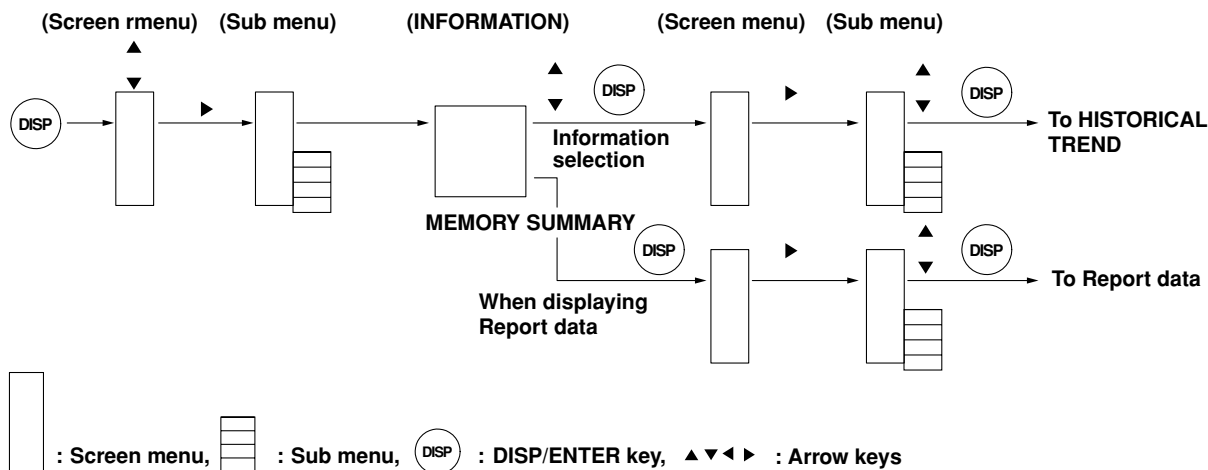 (Screen rmenu) (Sub menu) (INFORMATION) (Screen menu) (Sub menu)
DISP
DISP
DISP
To HISTORICAL
TREND
Information
selection
MEMORY SUMMARY
DISP
DISP
To Report data
When displaying
Report data
: Screen menu, : Sub menu, DISP : DISP/ENTER key, ▲ ▼ ◀ ▶ : Arrow keys